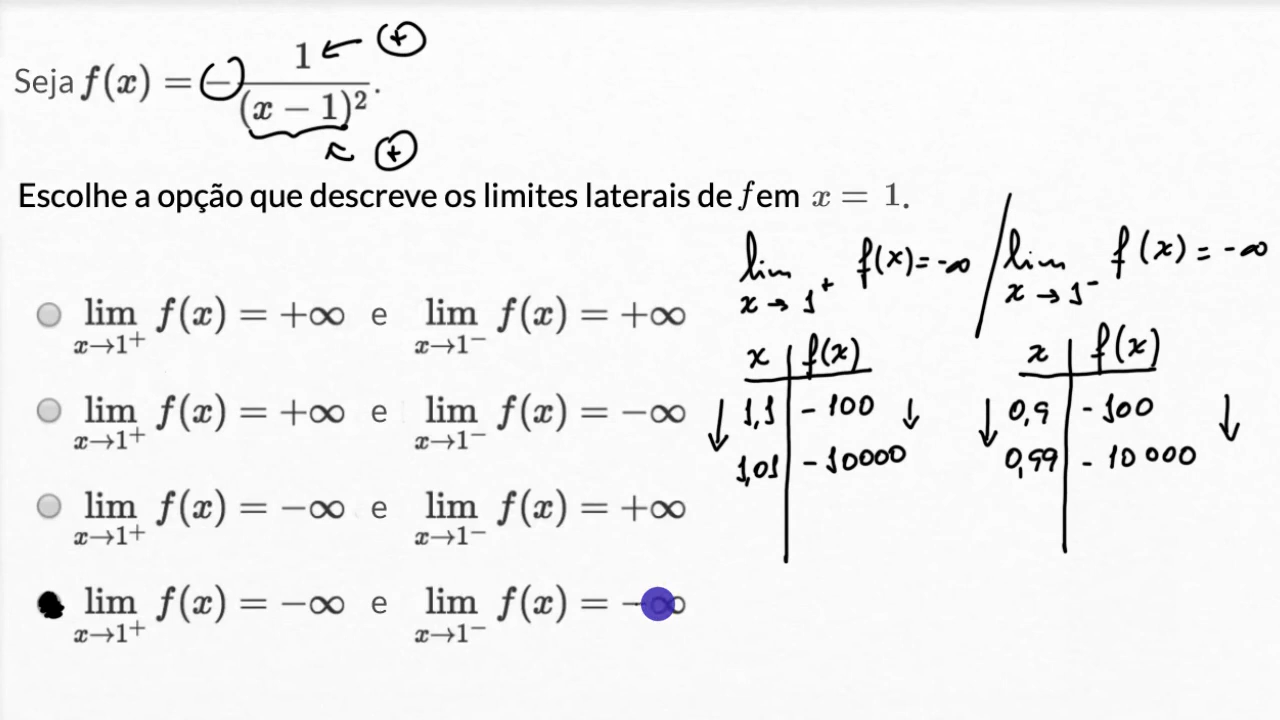 Seja f(x) = − 1/(x − 1)². ← (+)
↖ (+)
Escolhe a opção que descreve os limites laterais de f em x = 1.
lim x→1⁺ f(x) = +∞ e lim x→1⁻ f(x) = +∞
lim x→1⁺ f(x) = +∞ e lim x→1⁻ f(x) = −∞
lim x→1⁺ f(x) = −∞ e lim x→1⁻ f(x) = +∞
lim x→1⁺ f(x) = −∞ e lim x→1⁻ f(x) = −∞
lim x→1⁺ f(x) = -∞ / lim x→1⁻ f(x) = -∞
x | f(x)
↓ 1,1 | - 100 ↓
1,01 | - 10000
x | f(x)
↓ 0,9 | - 100 ↓
0,99 | - 10 000